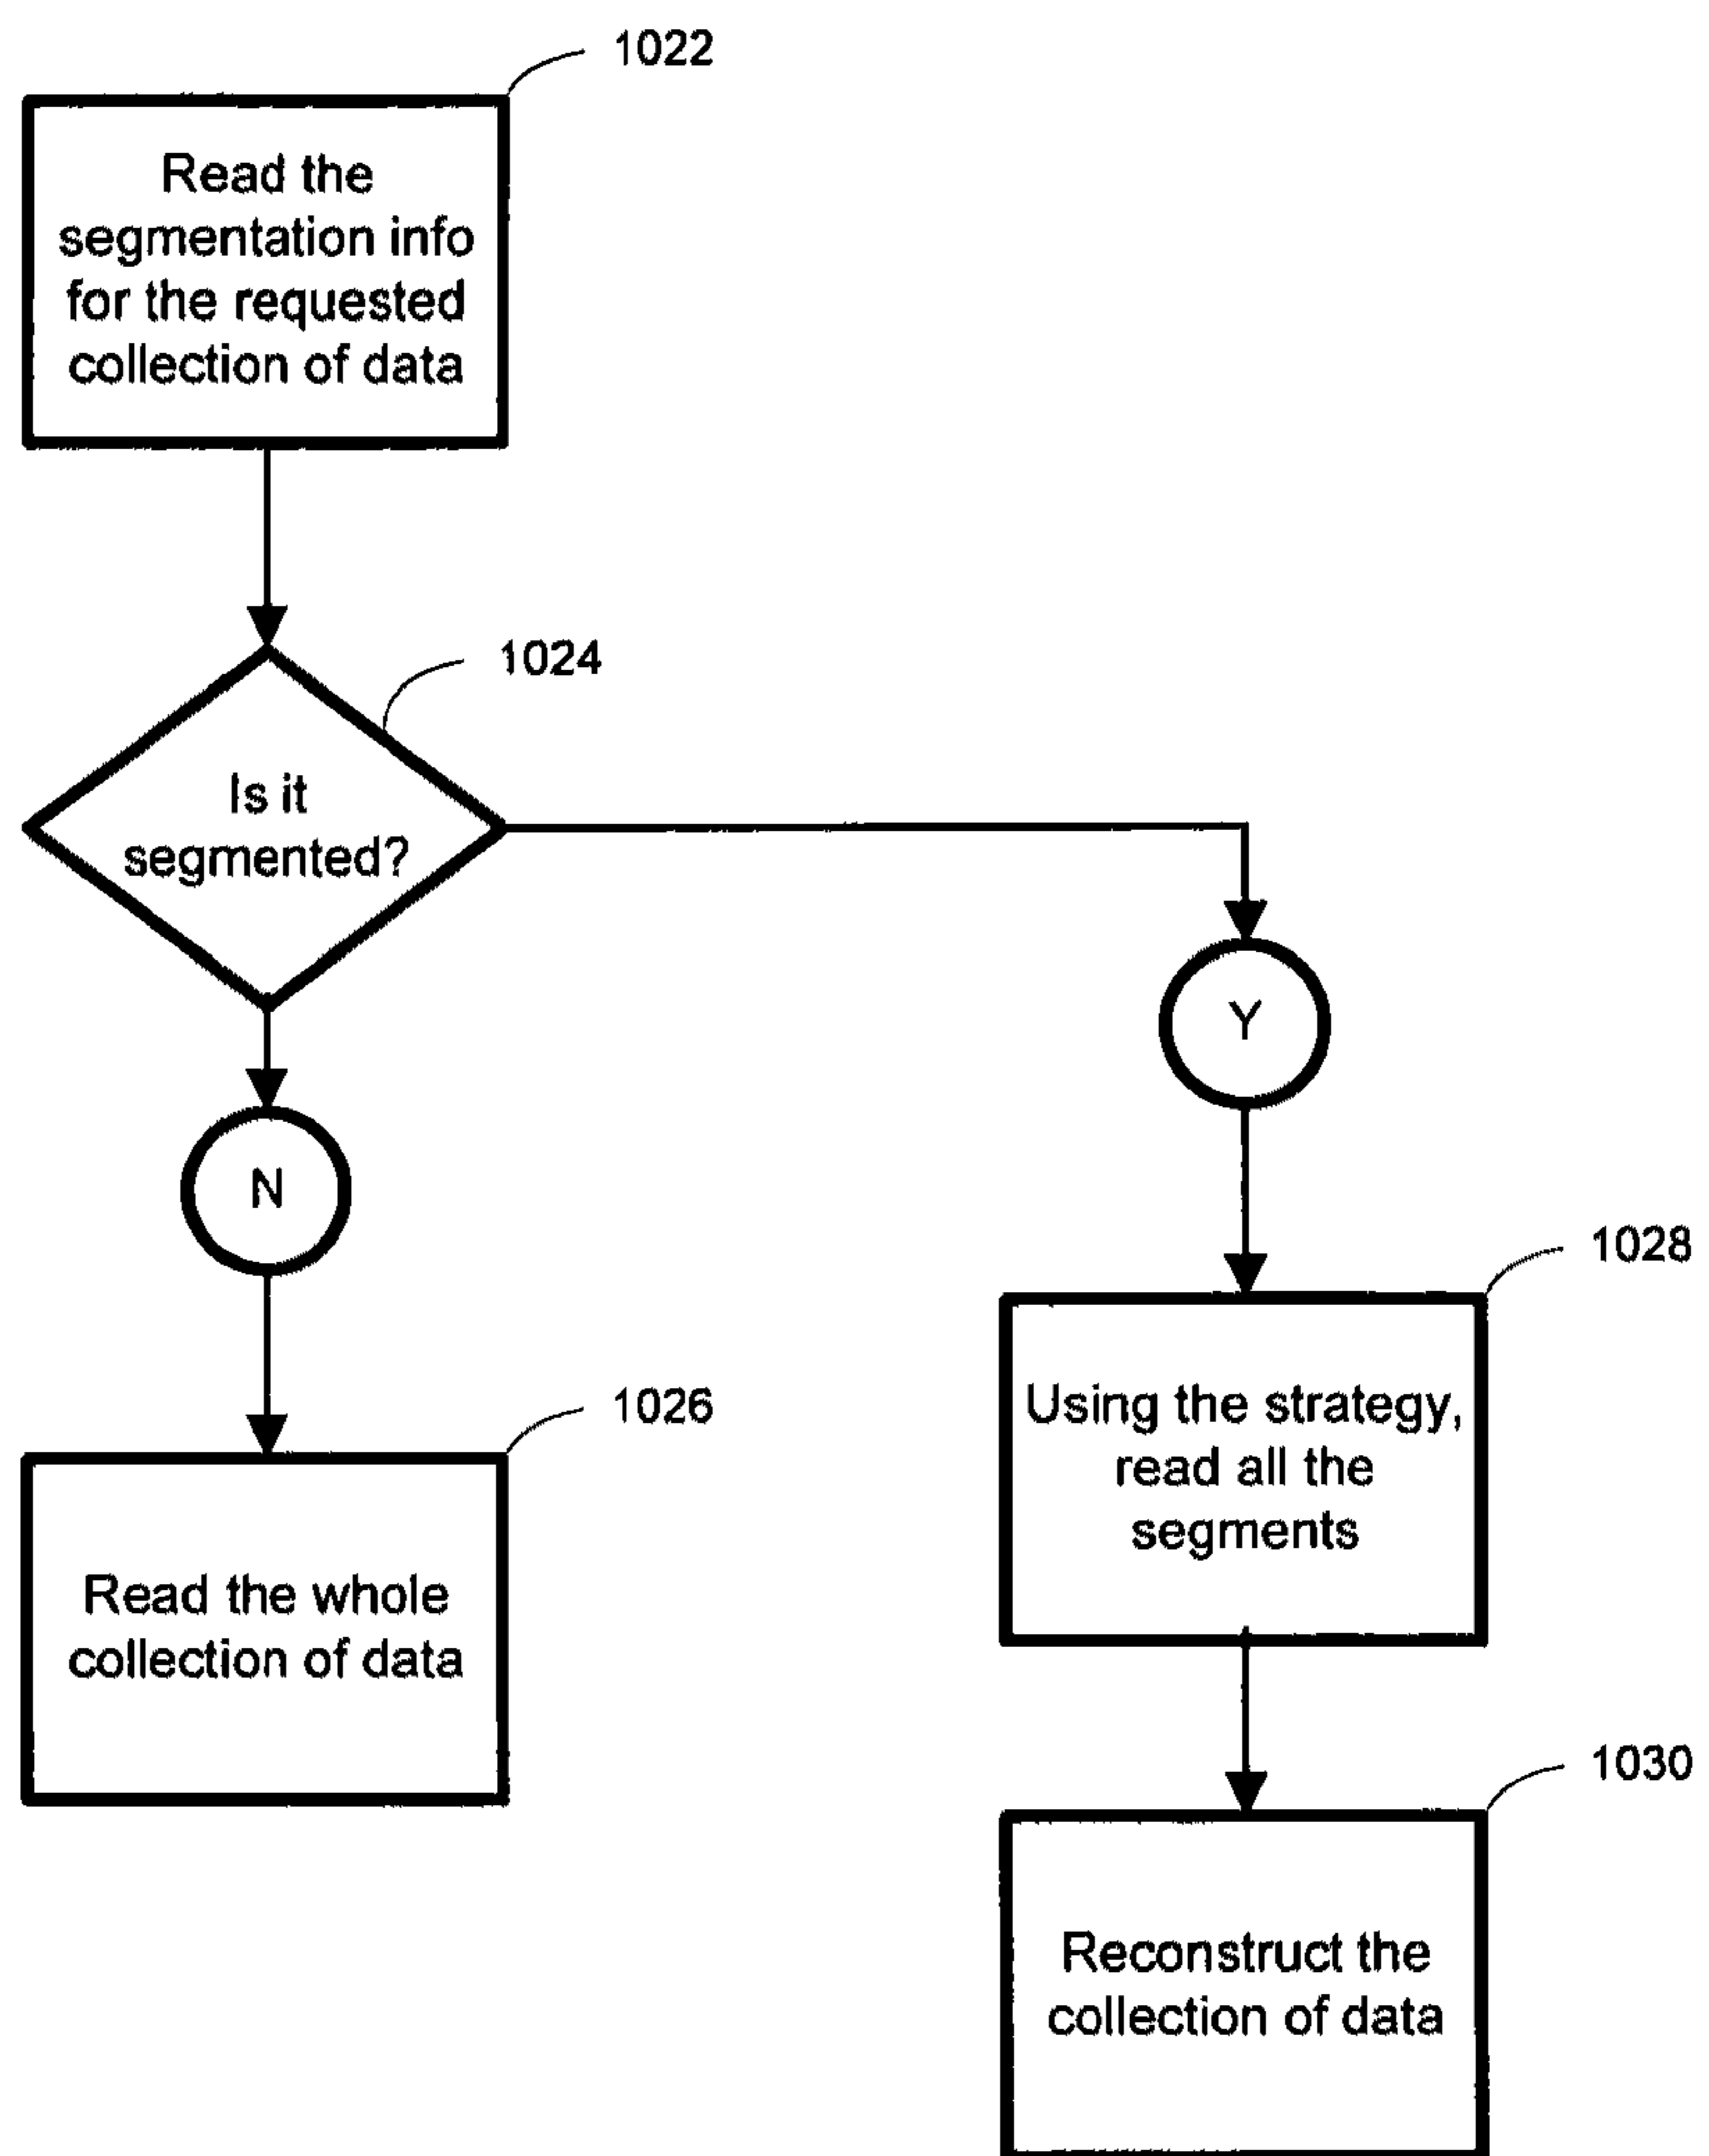 1022
Read the
segmentation info
for the requested
collection of data
1024
Is it
segmented?
Y
N
1028
Using the strategy,
read all the
segments
1026
Read the whole
collection of data
1030
Reconstruct the
collection of data